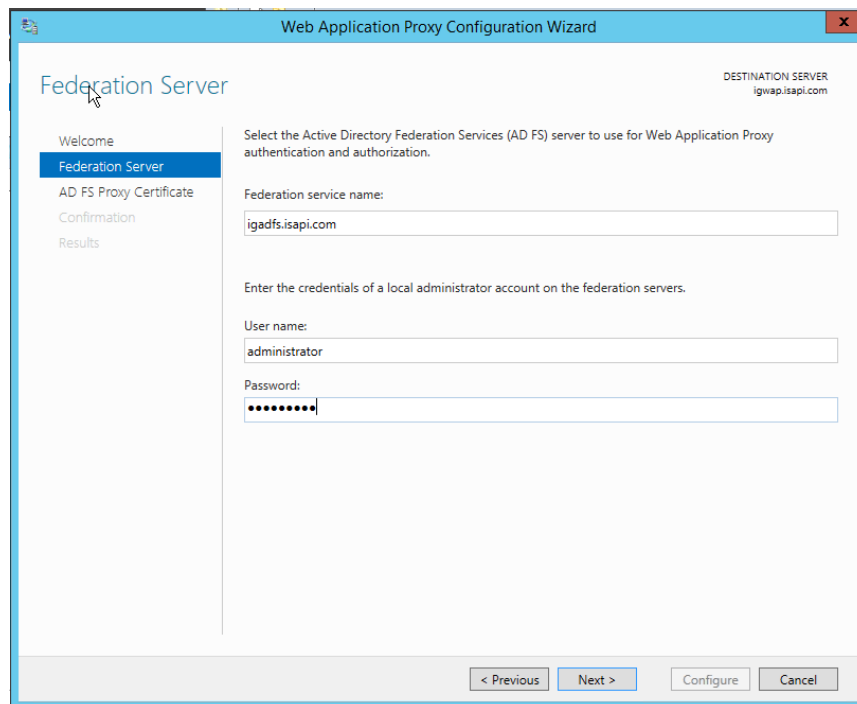 Web Application Proxy Configuration Wizard
x
Federation Server
DESTINATION SERVER
igwap.isapi.com
Welcome
Federation Server
AD FS Proxy Certificate
Confirmation
Results
Select the Active Directory Federation Services (AD FS) server to use for Web Application Proxy
authentication and authorization.
Federation service name:
igadfs.isapi.com
Enter the credentials of a local administrator account on the federation servers.
User name:
administrator
Password:
●●●●●●●●●
< Previous
Next >
Configure
Cancel